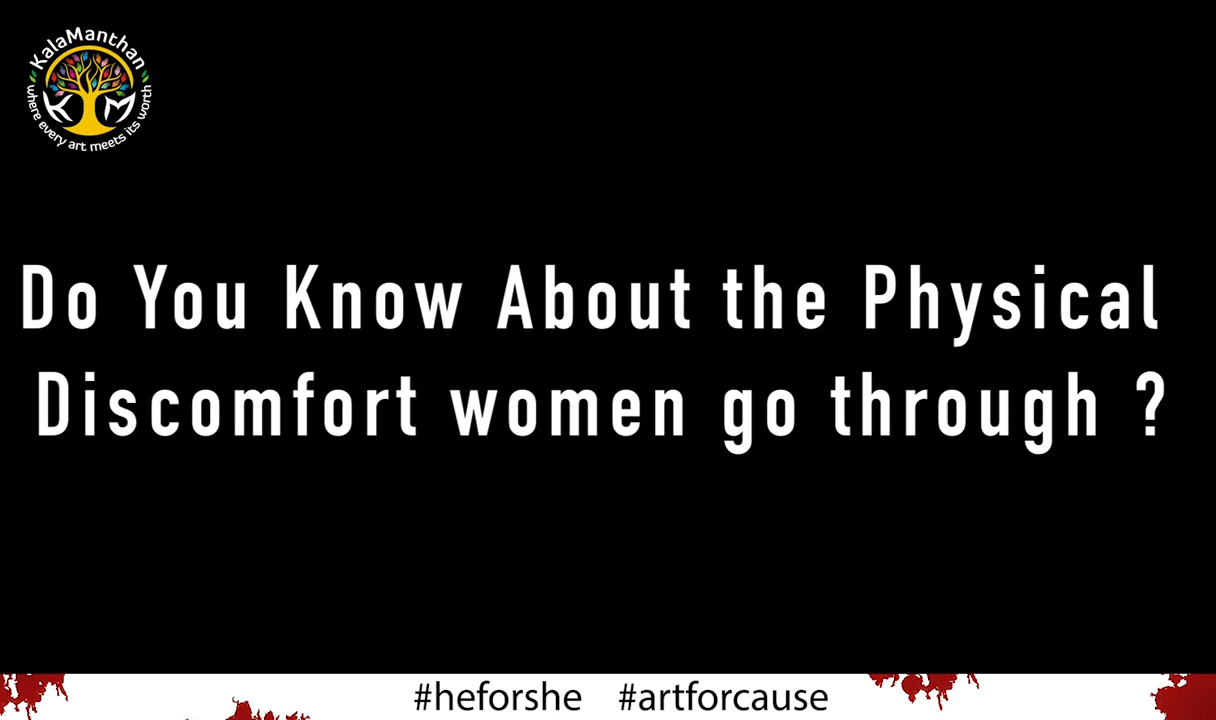 KalaManthan
K M
where every art meets its worth
Do You Know About the Physical
Discomfort women go through ?
#heforshe #artforcause